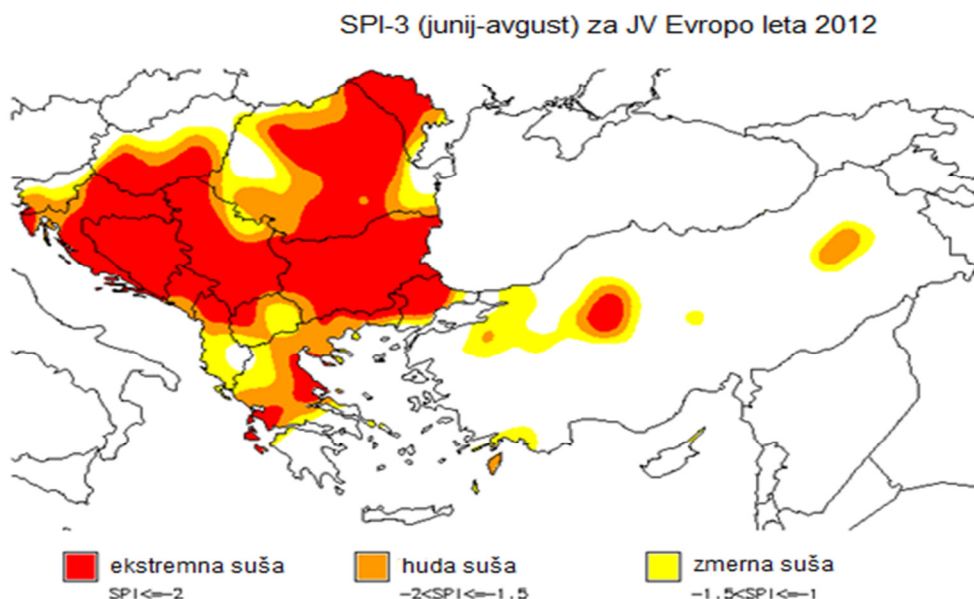 SPI-3 (junij-avgust) za JV Evropo leta 2012
ekstremna suša
SPI<=-2
huda suša
-2<SPI<=-1.5
zmerna suša
-1.5<SPI<=-1